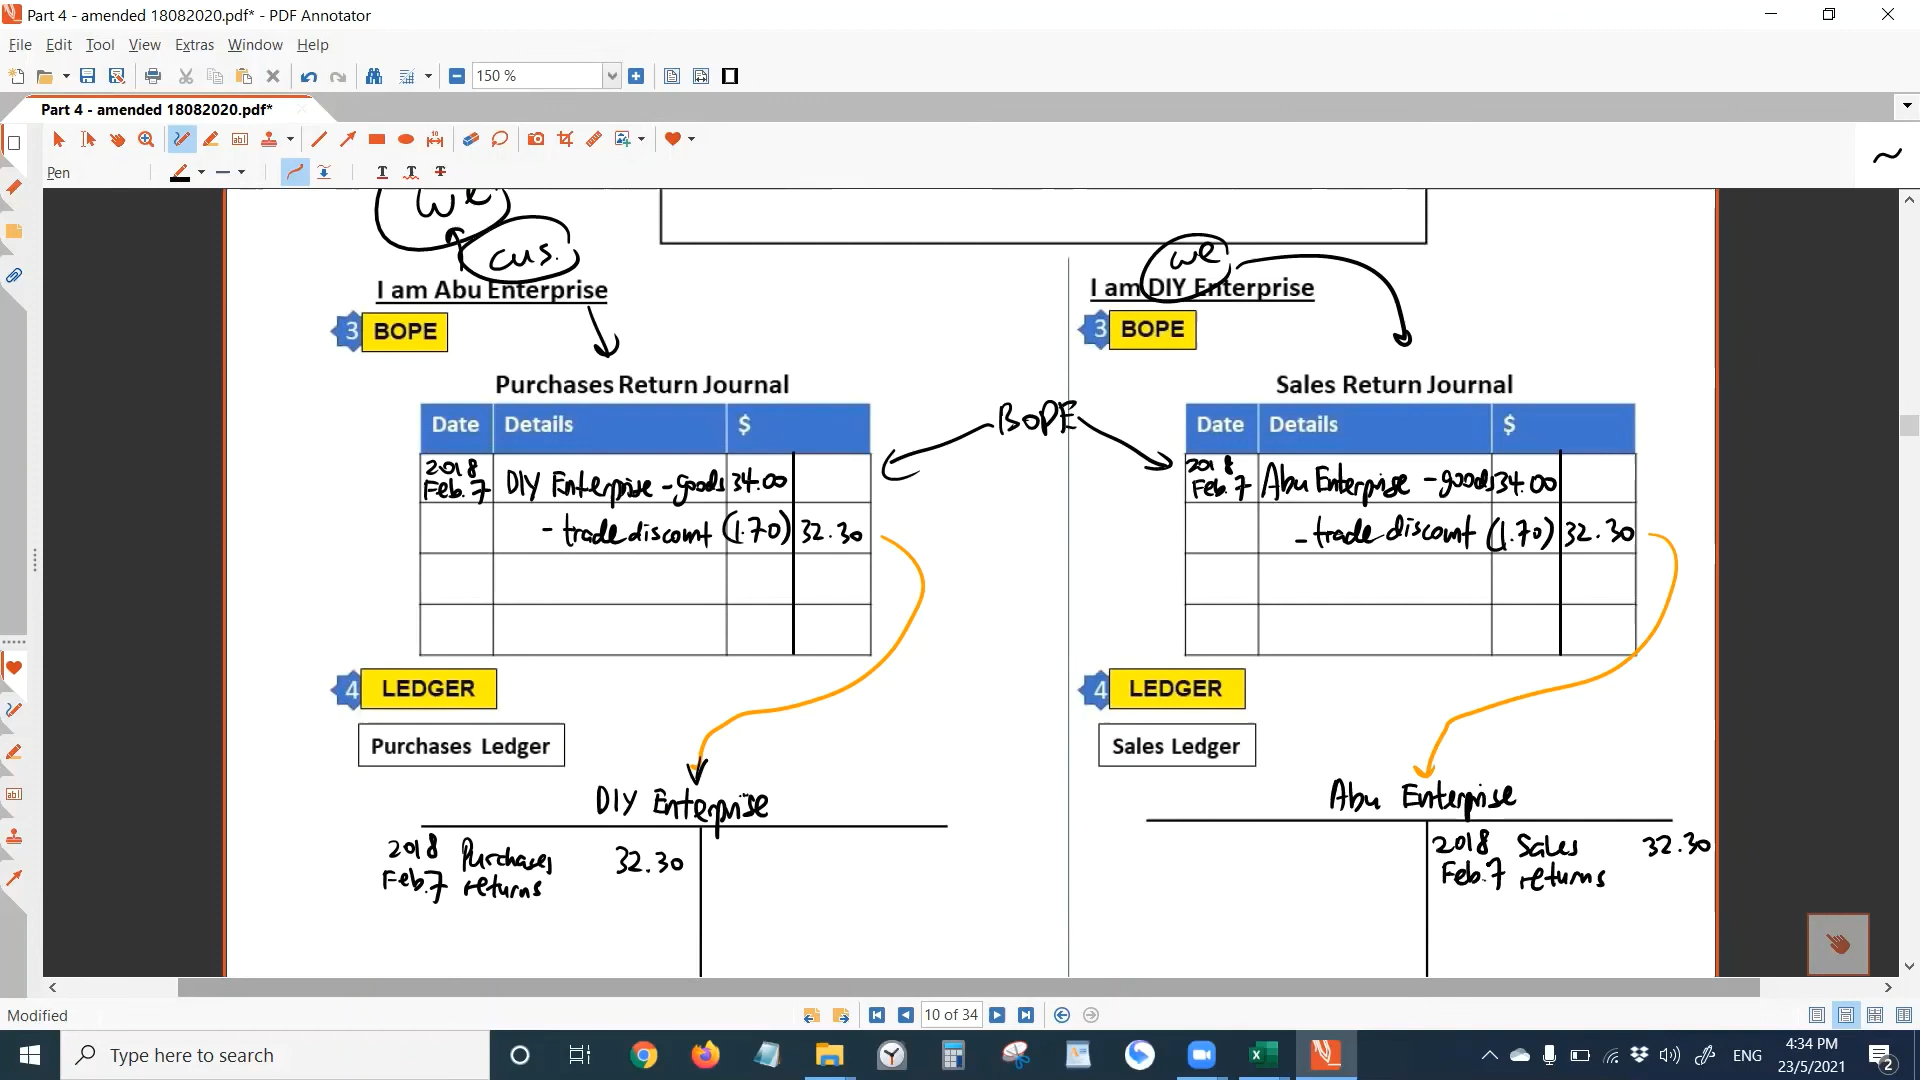 Part 4 - amended 18082020.pdf* - PDF Annotator
File Edit Tool View Extras Window Help
150 %
Part 4 - amended 18082020.pdf*
Pen
we
cus.
I am Abu Enterprise
3 BOPE
Purchases Return Journal
Date Details $
2018
Feb. 7 DIY Enterprise - goods 34.00
- trade discount (1.70) 32.30
4 LEDGER
Purchases Ledger
DIY Enterprise
2018 Purchases 32.30
Feb. 7 returns
BOPE
we
I am DIY Enterprise
3 BOPE
Sales Return Journal
Date Details $
2018
Feb. 7 Abu Enterprise - goods 34.00
- trade discount (1.70) 32.30
4 LEDGER
Sales Ledger
Abu Enterprise
2018 Sales 32.30
Feb. 7 returns
Modified
10 of 34
Type here to search
ENG
4:34 PM
23/5/2021
2